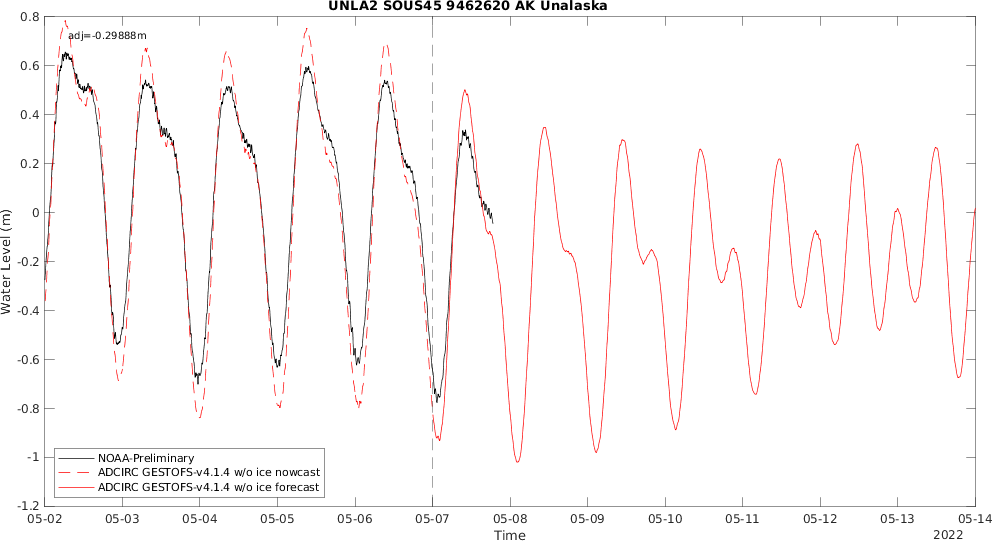 UNLA2 SOUS45 9462620 AK Unalaska
adj=-0.29888m
0.8
0.6
0.4
0.2
0
-0.2
-0.4
-0.6
-0.8
-1
-1.2
Water Level (m)
NOAA-Preliminary
ADCIRC GESTOFS-v4.1.4 w/o ice nowcast
ADCIRC GESTOFS-v4.1.4 w/o ice forecast
05-02 05-03 05-04 05-05 05-06 05-07 05-08 05-09 05-10 05-11 05-12 05-13 05-14
Time
2022